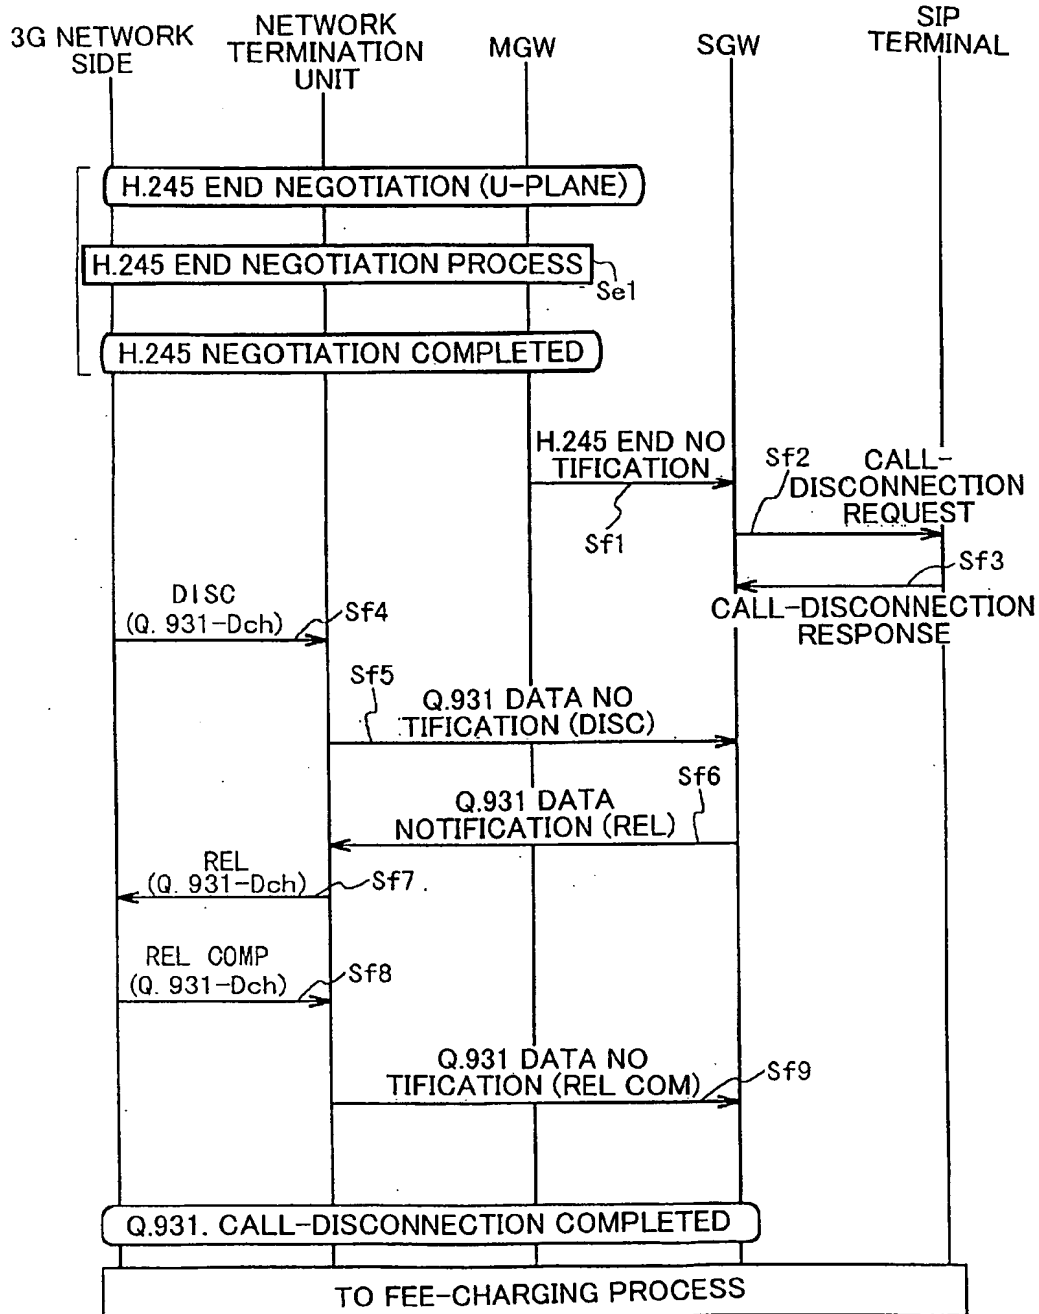 3G NETWORK
SIDE
NETWORK
TERMINATION
UNIT
MGW
SGW
SIP
TERMINAL
H.245 END NEGOTIATION (U-PLANE)
H.245 END NEGOTIATION PROCESS
Se1
H.245 NEGOTIATION COMPLETED
H.245 END NO
TIFICATION
Sf1
Sf2
CALL-
DISCONNECTION
REQUEST
Sf3
CALL-DISCONNECTION
RESPONSE
DISC
(Q. 931-Dch)
Sf4
Sf5
Q.931 DATA NO
TIFICATION (DISC)
Sf6
Q.931 DATA
NOTIFICATION (REL)
REL
(Q. 931-Dch)
Sf7
REL COMP
(Q. 931-Dch)
Sf8
Q.931 DATA NO
TIFICATION (REL COM)
Sf9
Q.931. CALL-DISCONNECTION COMPLETED
TO FEE-CHARGING PROCESS